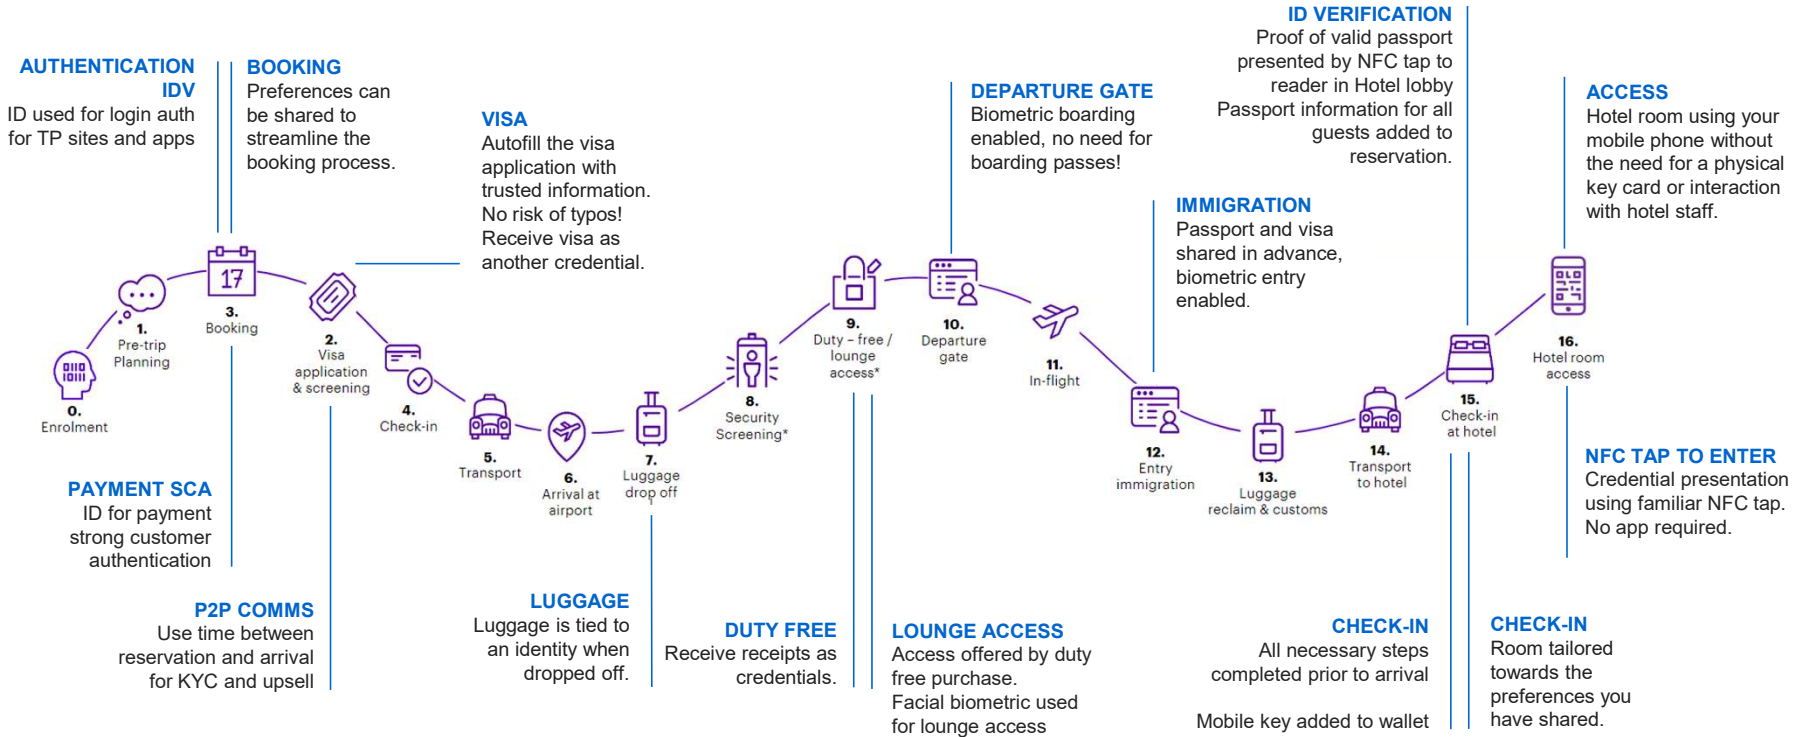 AUTHENTICATION
IDV
ID used for login auth
for TP sites and apps
BOOKING
Preferences can
be shared to
streamline the
booking process.
VISA
Autofill the visa
application with
trusted information.
No risk of typos!
Receive visa as
another credential.
DEPARTURE GATE
Biometric boarding
enabled, no need for
boarding passes!
IMMIGRATION
Passport and visa
shared in advance,
biometric entry
enabled.
ID VERIFICATION
Proof of valid passport
presented by NFC tap to
reader in Hotel lobby
Passport information for all
guests added to
reservation.
ACCESS
Hotel room using your
mobile phone without
the need for a physical
key card or interaction
with hotel staff.
0.
Enrolment
1.
Pre-trip
Planning
17
3.
Booking
2.
Visa
application
& screening
4.
Check-in
5.
Transport
6.
Arrival at
airport
7.
Luggage
drop off
8.
Security
Screening*
9.
Duty – free /
lounge
access*
10.
Departure
gate
11.
In-flight
12.
Entry
immigration
13.
Luggage
reclaim & customs
14.
Transport
to hotel
15.
Check-in
at hotel
16.
Hotel room
access
PAYMENT SCA
ID for payment
strong customer
authentication
P2P COMMS
Use time between
reservation and arrival
for KYC and upsell
LUGGAGE
Luggage is tied to
an identity when
dropped off.
DUTY FREE
Receive receipts as
credentials.
LOUNGE ACCESS
Access offered by duty
free purchase.
Facial biometric used
for lounge access
CHECK-IN
All necessary steps
completed prior to arrival
Mobile key added to wallet
CHECK-IN
Room tailored
towards the
preferences you
have shared.
NFC TAP TO ENTER
Credential presentation
using familiar NFC tap.
No app required.